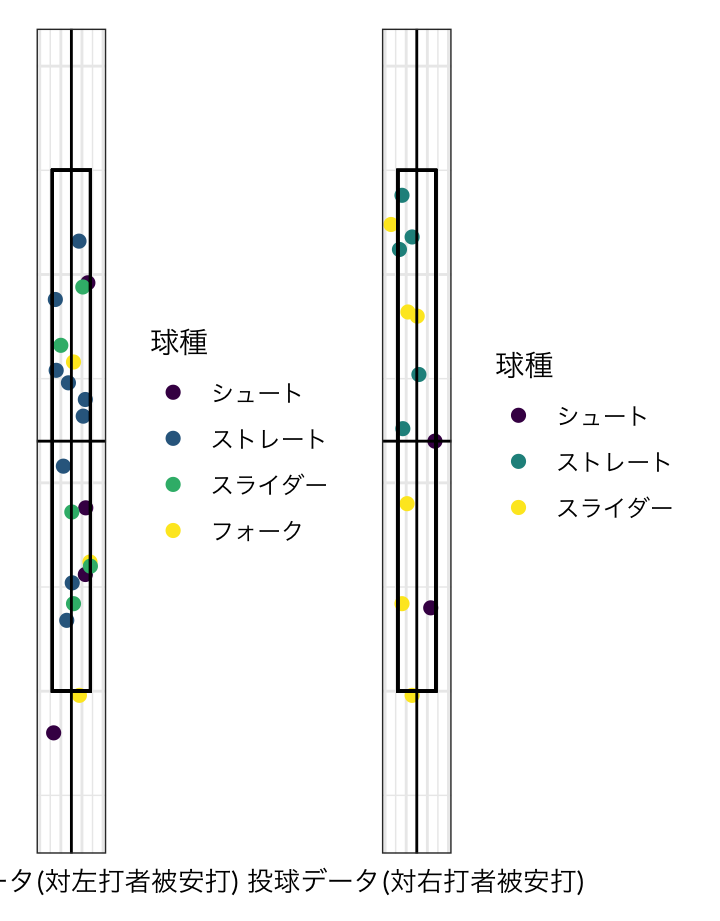 球種
シュート
ストレート
スライダー
フォーク
球種
シュート
ストレート
スライダー
ータ(対左打者被安打) 投球データ(対右打者被安打)